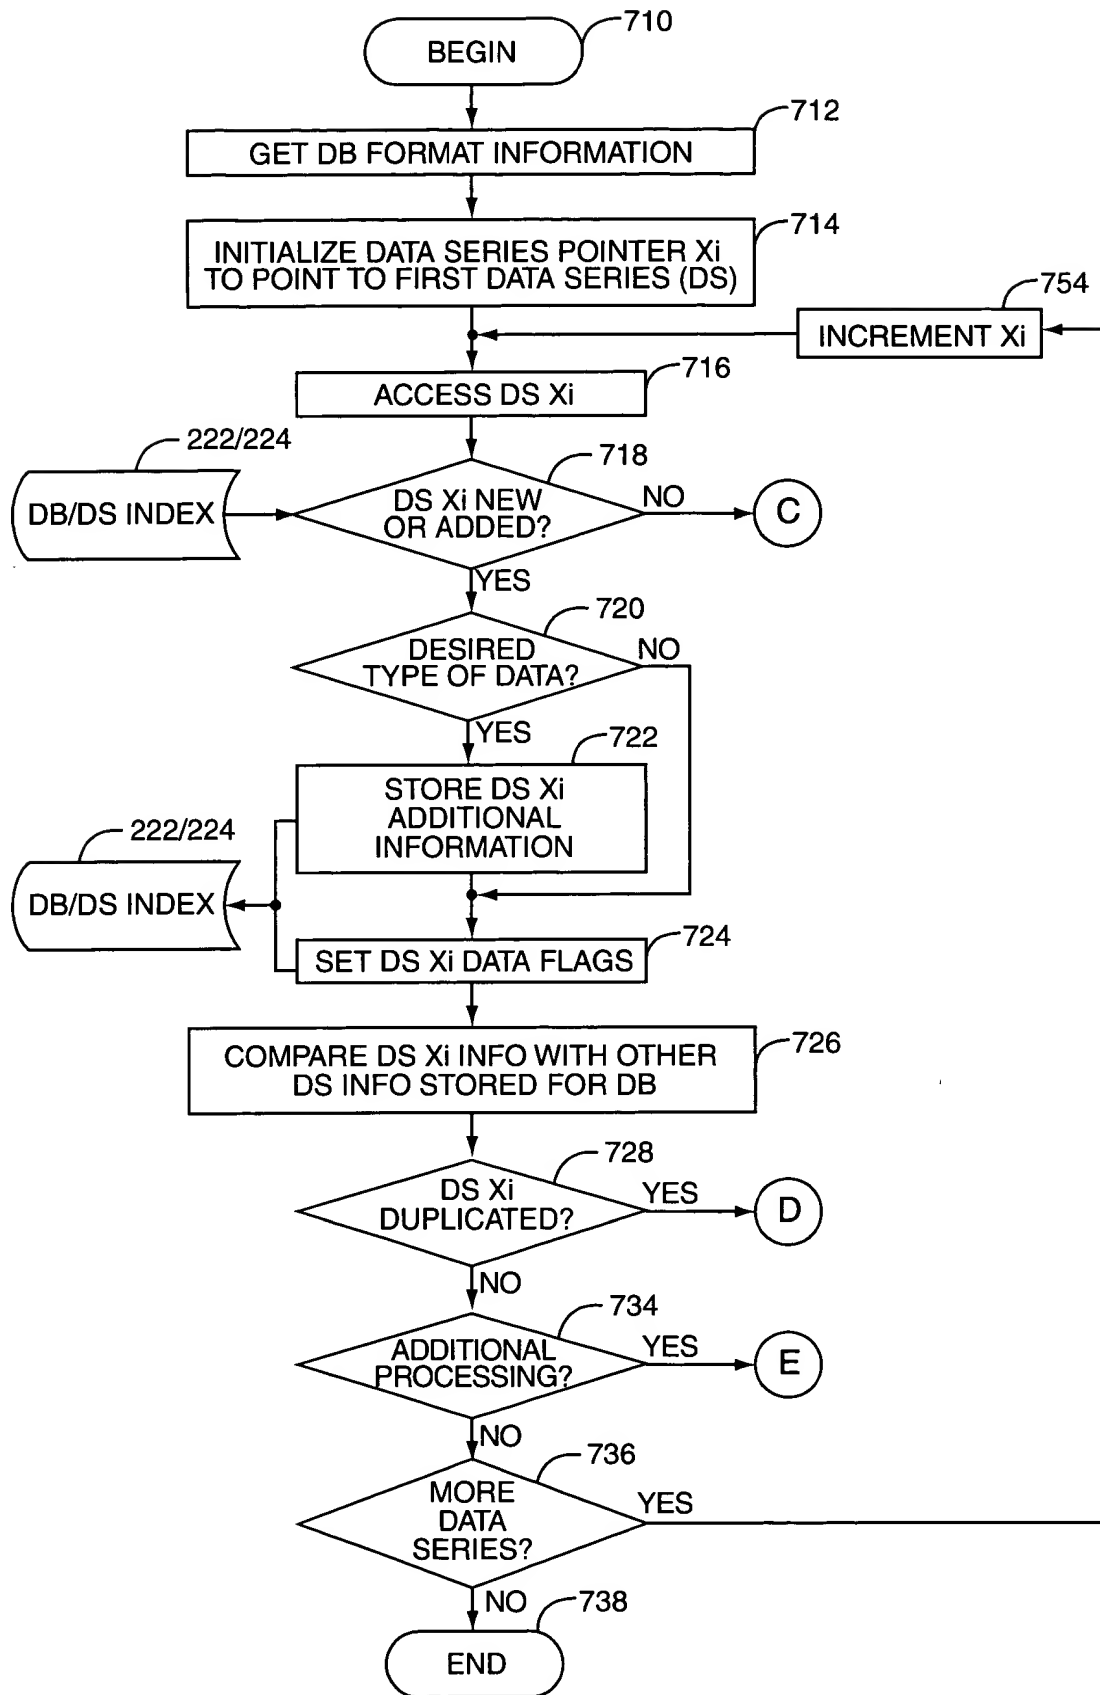 710
BEGIN
712
GET DB FORMAT INFORMATION
714
INITIALIZE DATA SERIES POINTER Xi
TO POINT TO FIRST DATA SERIES (DS)
754
INCREMENT Xi
716
ACCESS DS Xi
222/224
DB/DS INDEX
718
DS Xi NEW
OR ADDED?
NO
C
YES
720
DESIRED
TYPE OF DATA?
NO
YES
722
STORE DS Xi
ADDITIONAL
INFORMATION
222/224
DB/DS INDEX
724
SET DS Xi DATA FLAGS
726
COMPARE DS Xi INFO WITH OTHER
DS INFO STORED FOR DB
728
DS Xi
DUPLICATED?
YES
D
NO
734
ADDITIONAL
PROCESSING?
YES
E
NO
736
MORE
DATA
SERIES?
YES
NO
738
END